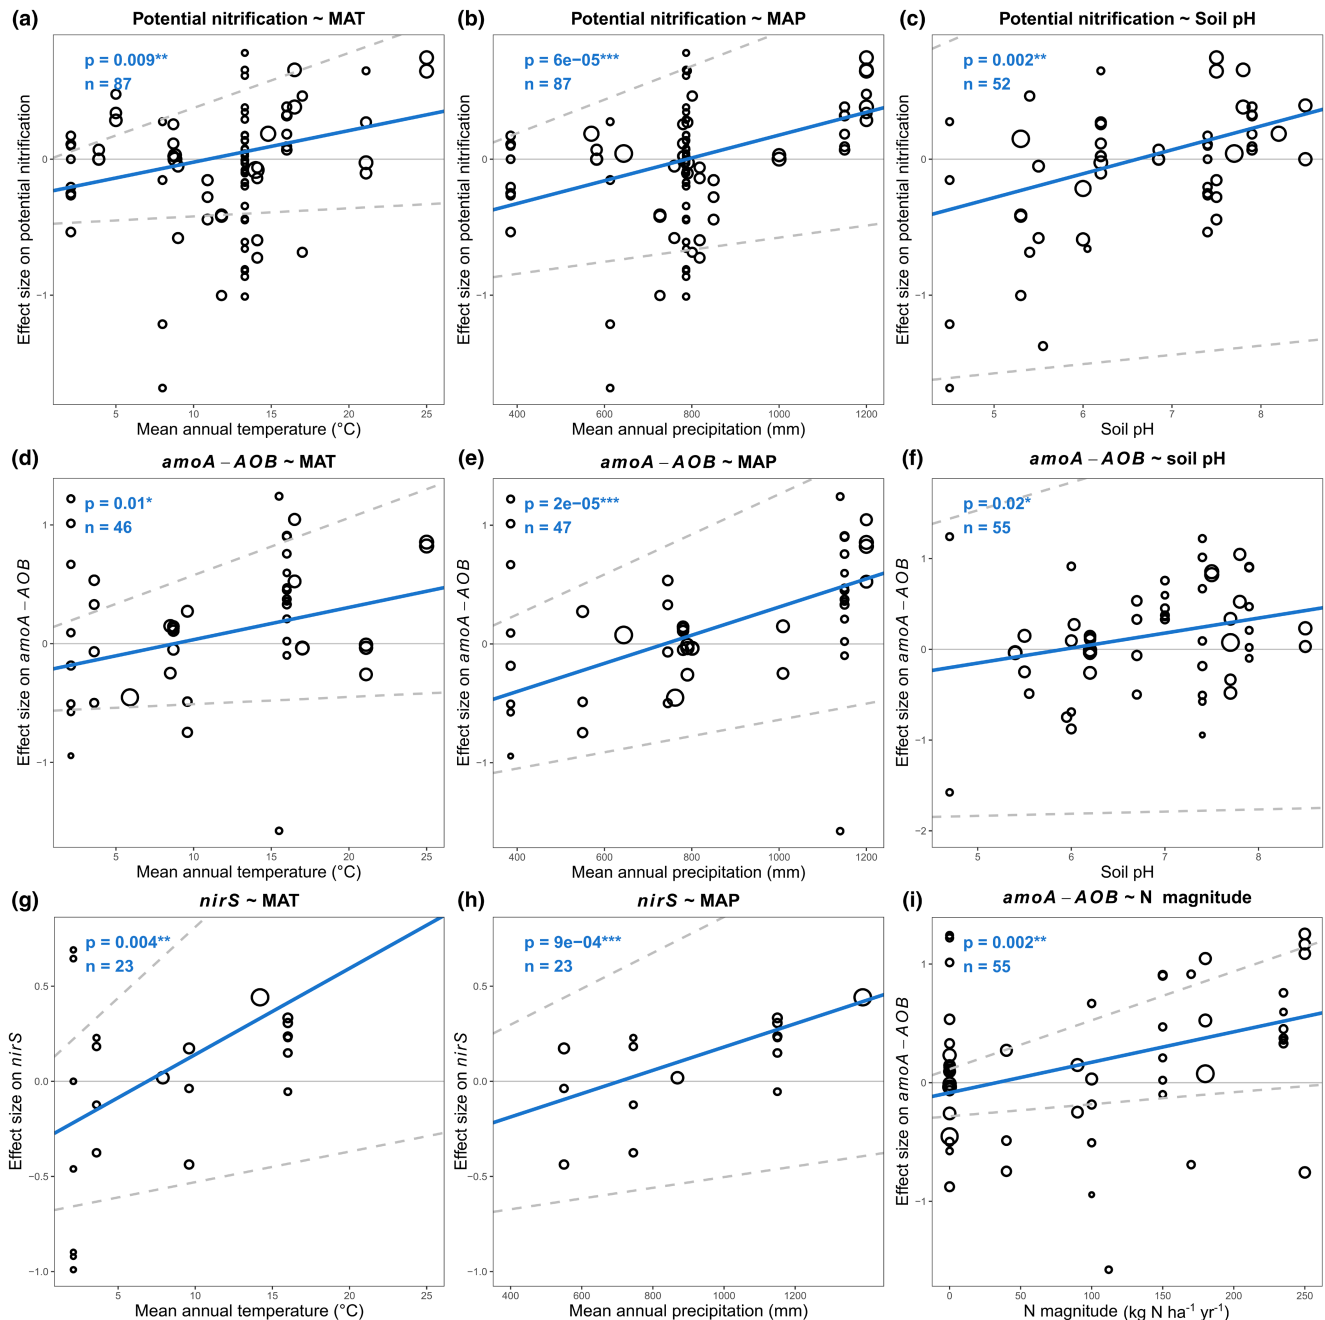 (a) Potential nitrification ~ MAT
p = 0.009**
n = 87
Effect size on potential nitrification
0
−1
5 10 15 20 25
Mean annual temperature (°C)
(b) Potential nitrification ~ MAP
p = 6e−05***
n = 87
Effect size on potential nitrification
0
−1
400 600 800 1000 1200
Mean annual precipitation (mm)
(c) Potential nitrification ~ Soil pH
p = 0.002**
n = 52
Effect size on potential nitrification
0
−1
5 6 7 8
Soil pH
(d) amoA − AOB ~ MAT
p = 0.01*
n = 46
Effect size on amoA − AOB
1
0
−1
5 10 15 20 25
Mean annual temperature (°C)
(e) amoA − AOB ~ MAP
p = 2e−05***
n = 47
Effect size on amoA − AOB
1
0
−1
400 600 800 1000 1200
Mean annual precipitation (mm)
(f) amoA − AOB ~ soil pH
p = 0.02*
n = 55
Effect size on amoA − AOB
1
0
−1
−2
5 6 7 8
Soil pH
(g) nirS ~ MAT
p = 0.004**
n = 23
Effect size on nirS
0.5
0.0
−0.5
−1.0
5 10 15 20 25
Mean annual temperature (°C)
(h) nirS ~ MAP
p = 9e−04***
n = 23
Effect size on nirS
0.5
0.0
−0.5
−1.0
400 600 800 1000 1200
Mean annual precipitation (mm)
(i) amoA − AOB ~ N magnitude
p = 0.002**
n = 55
Effect size on amoA − AOB
1
0
−1
0 50 100 150 200 250
N magnitude (kg N ha⁻¹ yr⁻¹)